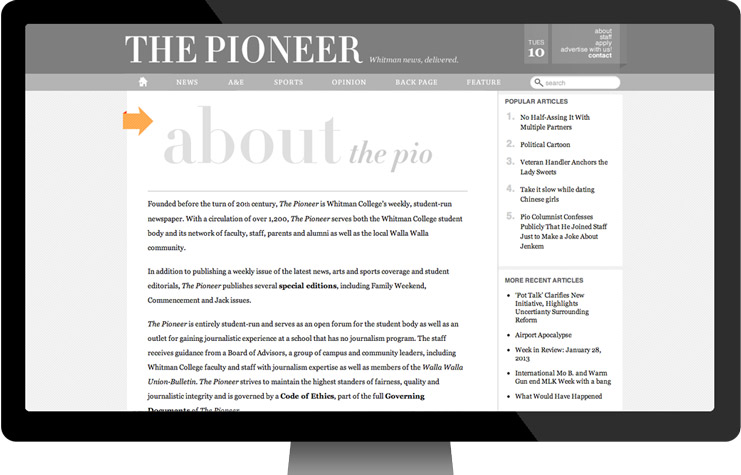 THE PIONEER
Whitman news, delivered.
TUES
10
about
staff
apply
advertise with us!
contact
NEWS A&E SPORTS OPINION BACK PAGE FEATURE
search
about the pio
Founded before the turn of 20th century, The Pioneer is Whitman College's weekly, student-run
newspaper. With a circulation of over 1,200, The Pioneer serves both the Whitman College student
body and its network of faculty, staff, parents and alumni as well as the local Walla Walla
community.
In addition to publishing a weekly issue of the latest news, arts and sports coverage and student
editorials, The Pioneer publishes several special editions, including Family Weekend,
Commencement and Jack issues.
The Pioneer is entirely student-run and serves as an open forum for the student body as well as an
outlet for gaining journalistic experience at a school that has no journalism program. The staff
receives guidance from a Board of Advisors, a group of campus and community leaders, including
Whitman College faculty and staff with journalism expertise as well as members of the Walla Walla
Union-Bulletin. The Pioneer strives to maintain the highest standers of fairness, quality and
journalistic integrity and is governed by a Code of Ethics, part of the full Governing
Documents of The Pioneer.
POPULAR ARTICLES
1. No Half-Assing It With
Multiple Partners
2. Political Cartoon
3. Veteran Handler Anchors the
Lady Sweets
4. Take it slow while dating
Chinese girls
5. Pio Columnist Confesses
Publicly That He Joined Staff
Just to Make a Joke About
Jenkem
MORE RECENT ARTICLES
• 'Pot Talk' Clarifies New
Initiative, Highlights
Uncertianty Surrounding
Reform
• Airport Apocalypse
• Week in Review: January 28,
2013
• International Mo B. and Warm
Gun end MLK Week with a bang
• What Would Have Happened